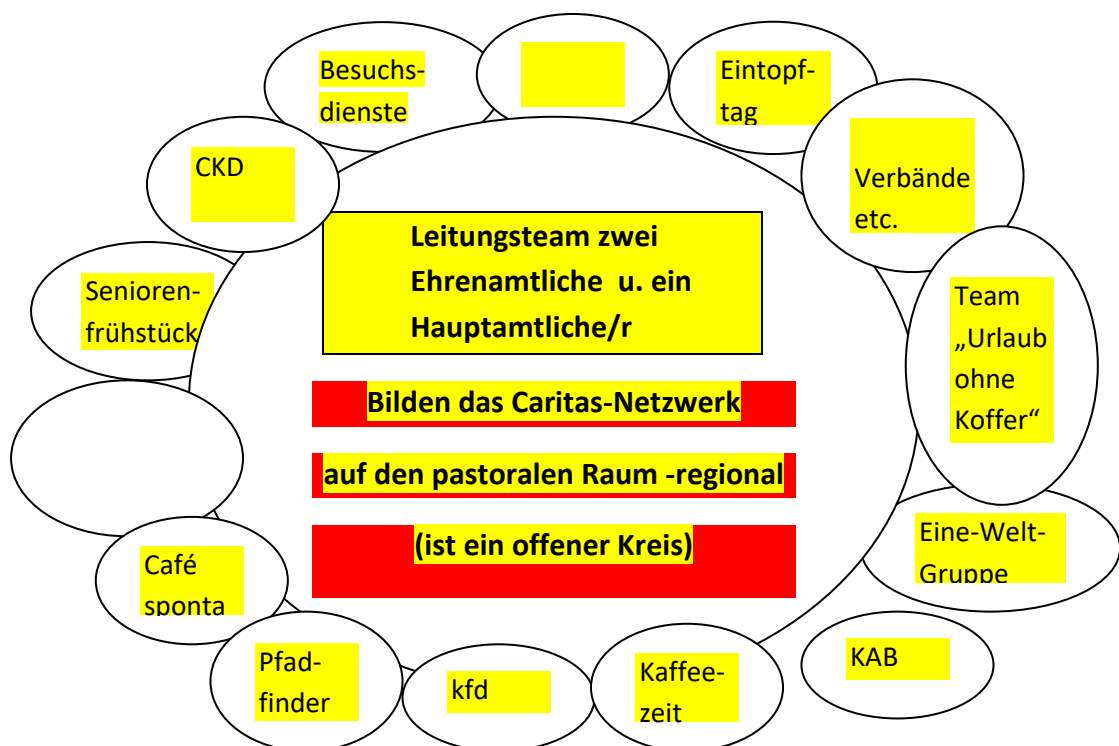 Besuchs-
dienste
Eintopf-
tag
CKD
Verbände
etc.
Leitungsteam zwei
Ehrenamtliche u. ein
Hauptamtliche/r
Senioren-
frühstück
Team
„Urlaub
ohne
Koffer“
Bilden das Caritas-Netzwerk
auf den pastoralen Raum -regional
(ist ein offener Kreis)
Eine-Welt-
Gruppe
Café
sponta
Pfad-
finder
kfd
Kaffee-
zeit
KAB